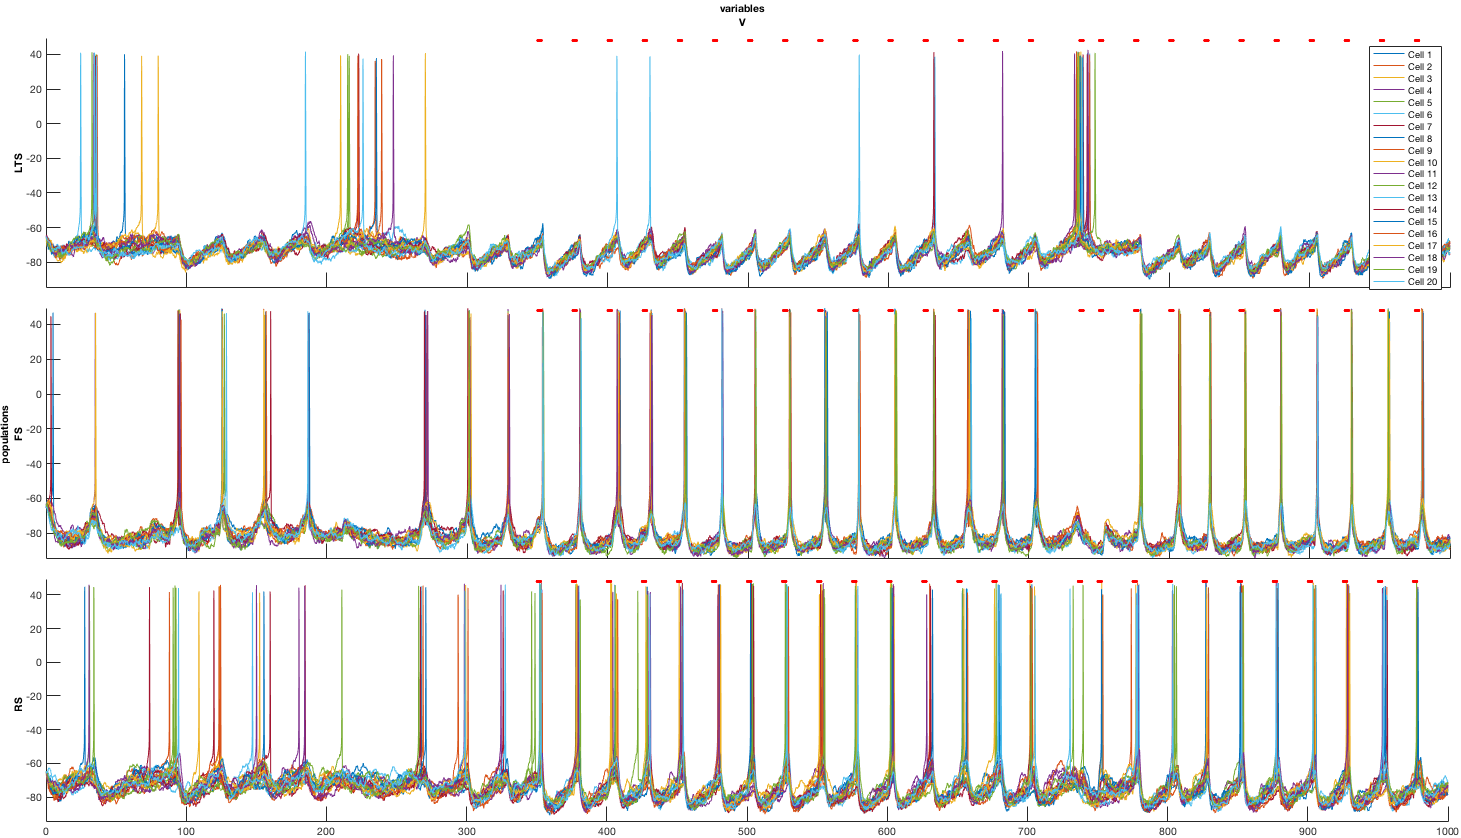 variables
V
40
20
0
-20
-40
-60
-80
LTS
Cell 1
Cell 2
Cell 3
Cell 4
Cell 5
Cell 6
Cell 7
Cell 8
Cell 9
Cell 10
Cell 11
Cell 12
Cell 13
Cell 14
Cell 15
Cell 16
Cell 17
Cell 18
Cell 19
Cell 20
40
20
0
-20
-40
-60
-80
populations
FS
40
20
0
-20
-40
-60
-80
RS
0 100 200 300 400 500 600 700 800 900 1000